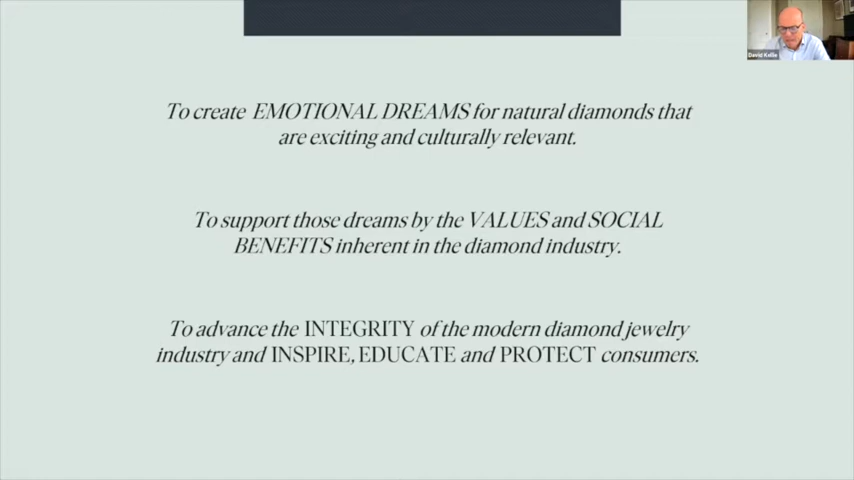 David Kellie
To create EMOTIONAL DREAMS for natural diamonds that
are exciting and culturally relevant.
To support those dreams by the VALUES and SOCIAL
BENEFITS inherent in the diamond industry.
To advance the INTEGRITY of the modern diamond jewelry
industry and INSPIRE, EDUCATE and PROTECT consumers.